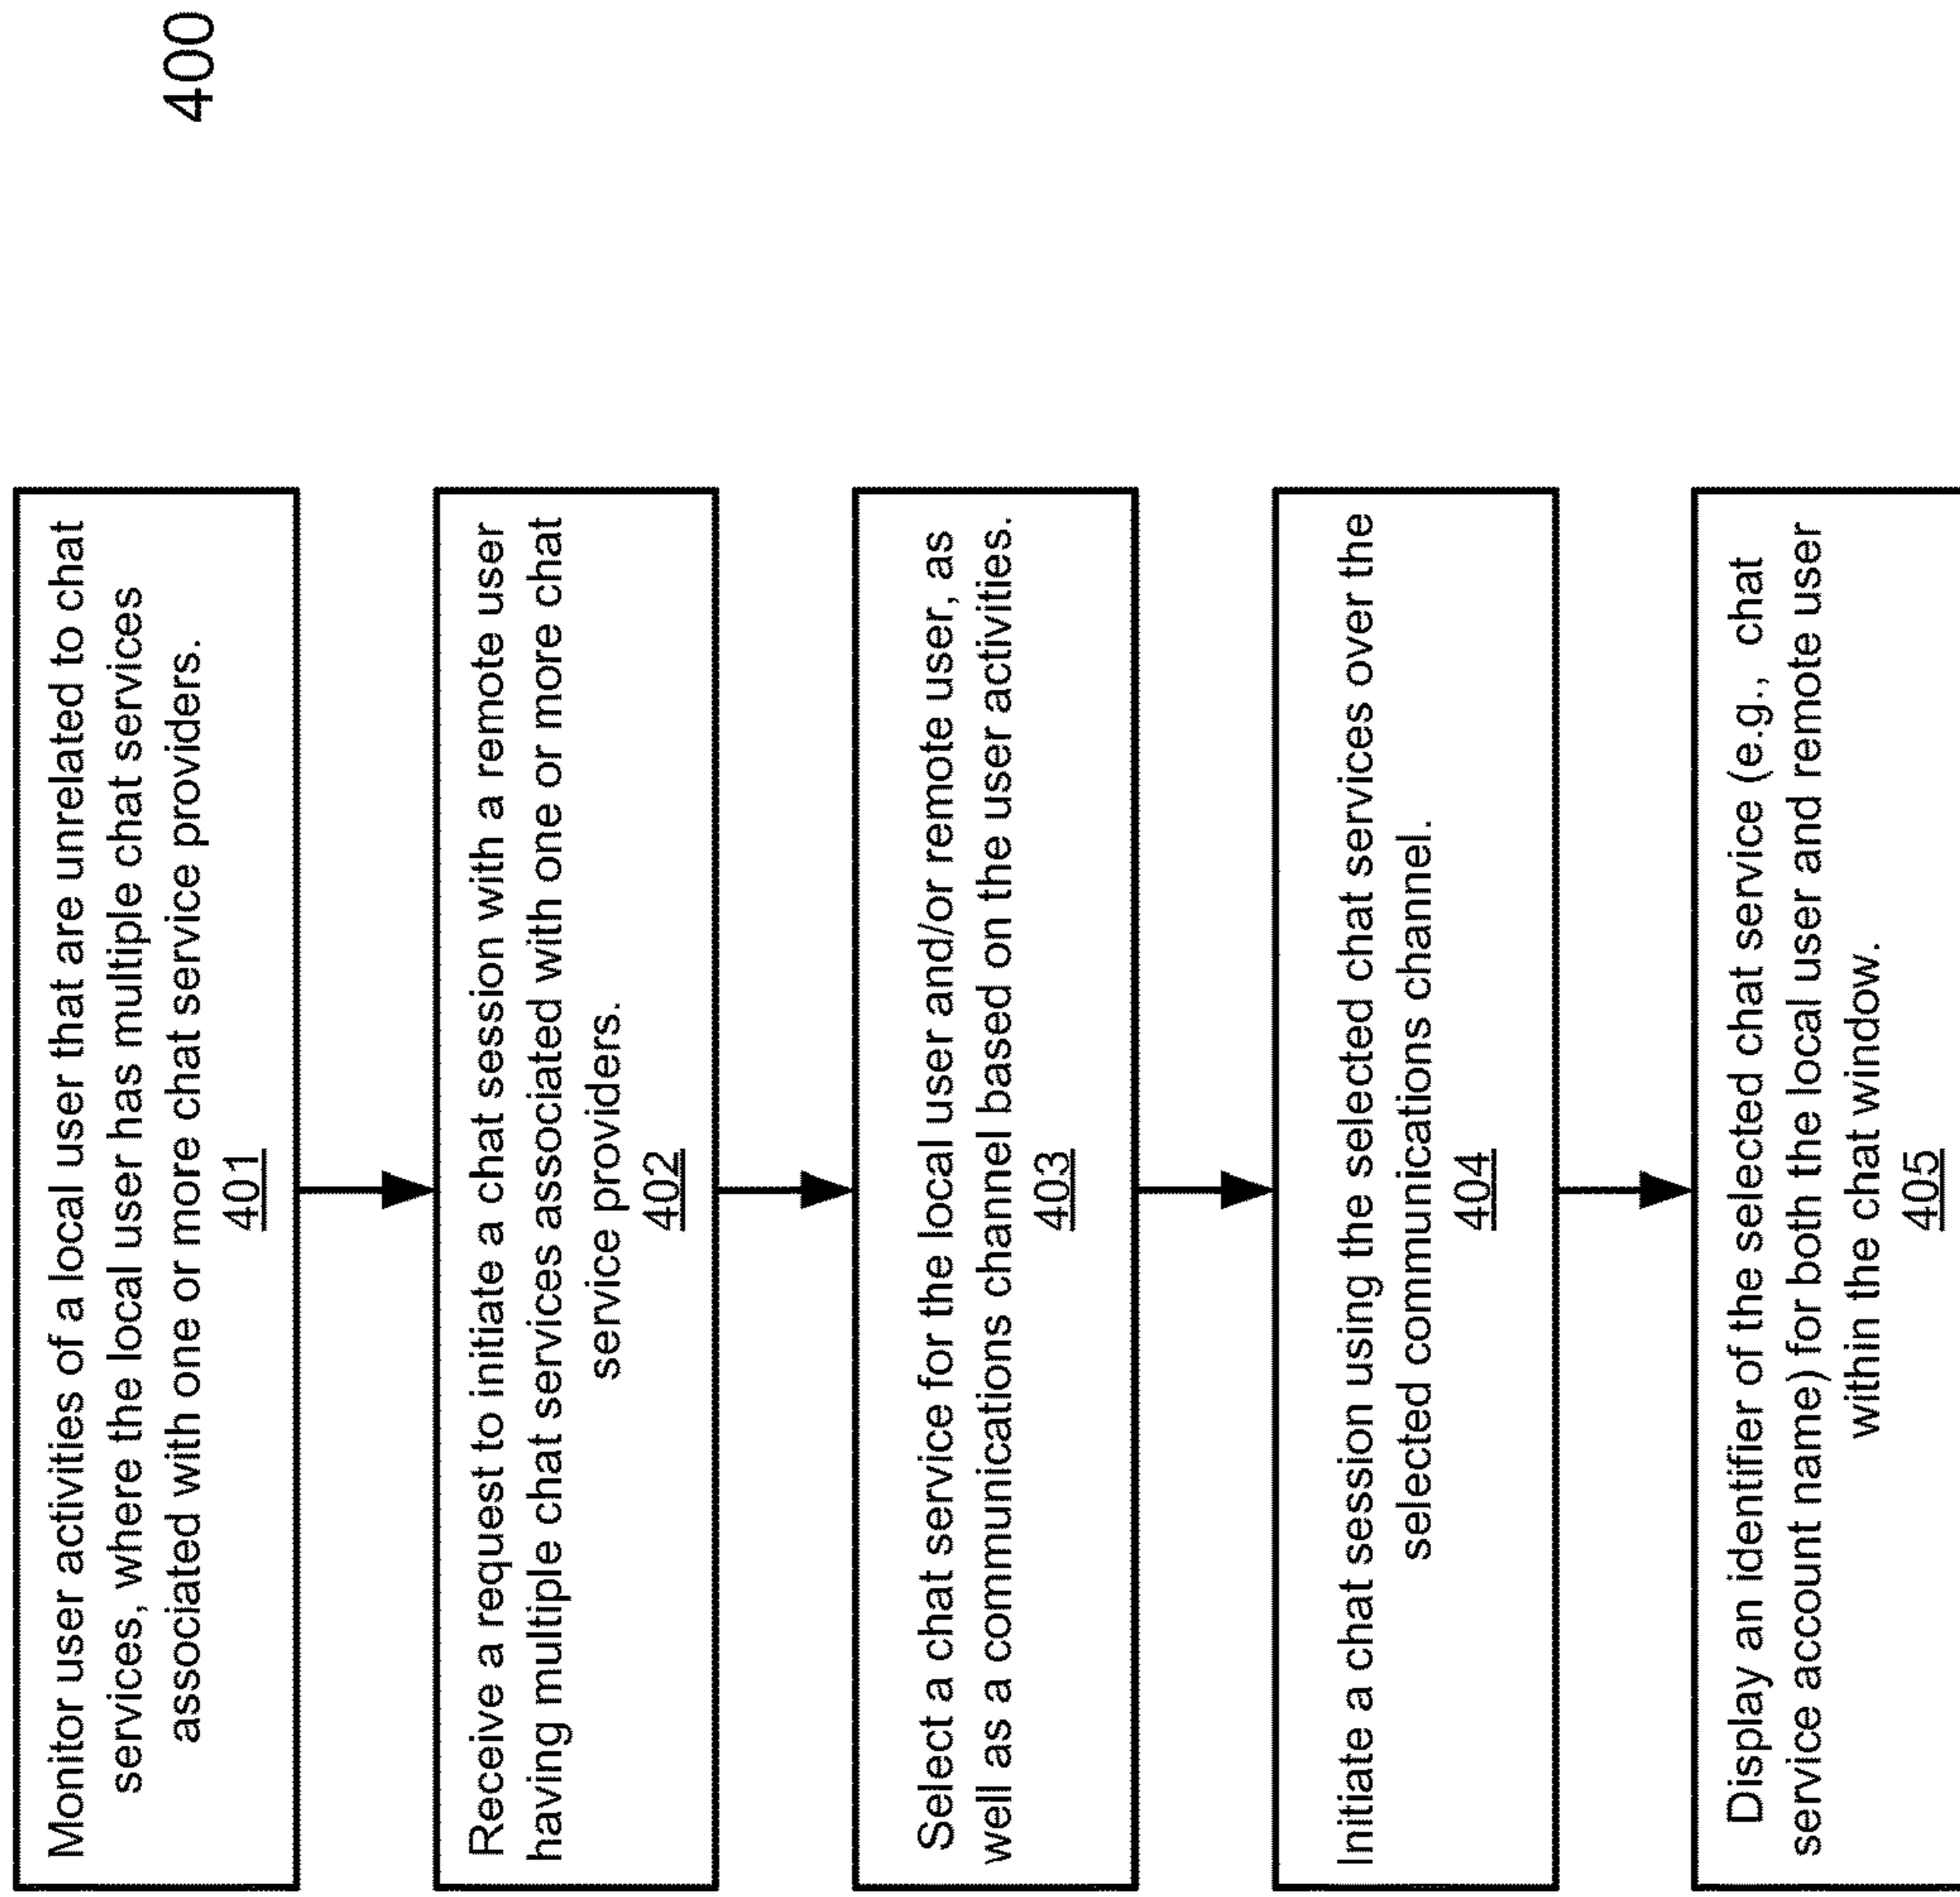 Monitor user activities of a local user that are unrelated to chat
services, where the local user has multiple chat services
associated with one or more chat service providers.
401
Receive a request to initiate a chat session with a remote user
having multiple chat services associated with one or more chat
service providers.
402
Select a chat service for the local user and/or remote user, as
well as a communications channel based on the user activities.
403
Initiate a chat session using the selected chat services over the
selected communications channel.
404
Display an identifier of the selected chat service (e.g., chat
service account name) for both the local user and remote user
within the chat window.
405
400